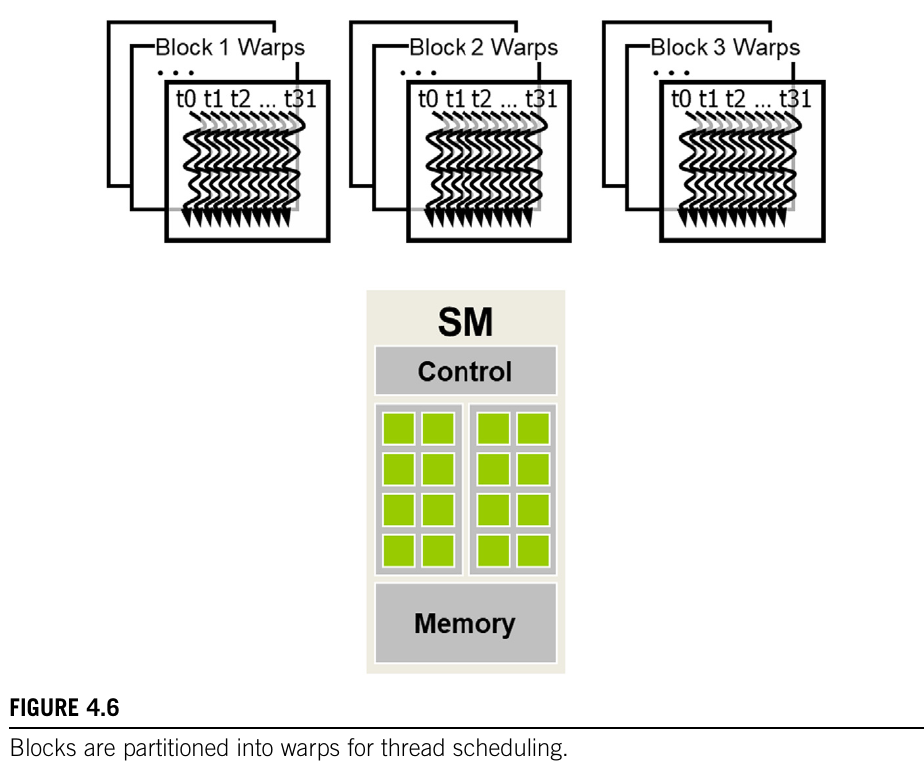 Block 1 Warps
Block 2 Warps
Block 3 Warps
...
...
...
t0 t1 t2 ... t31
t0 t1 t2 ... t31
t0 t1 t2 ... t31
SM
Control
Memory
FIGURE 4.6
Blocks are partitioned into warps for thread scheduling.